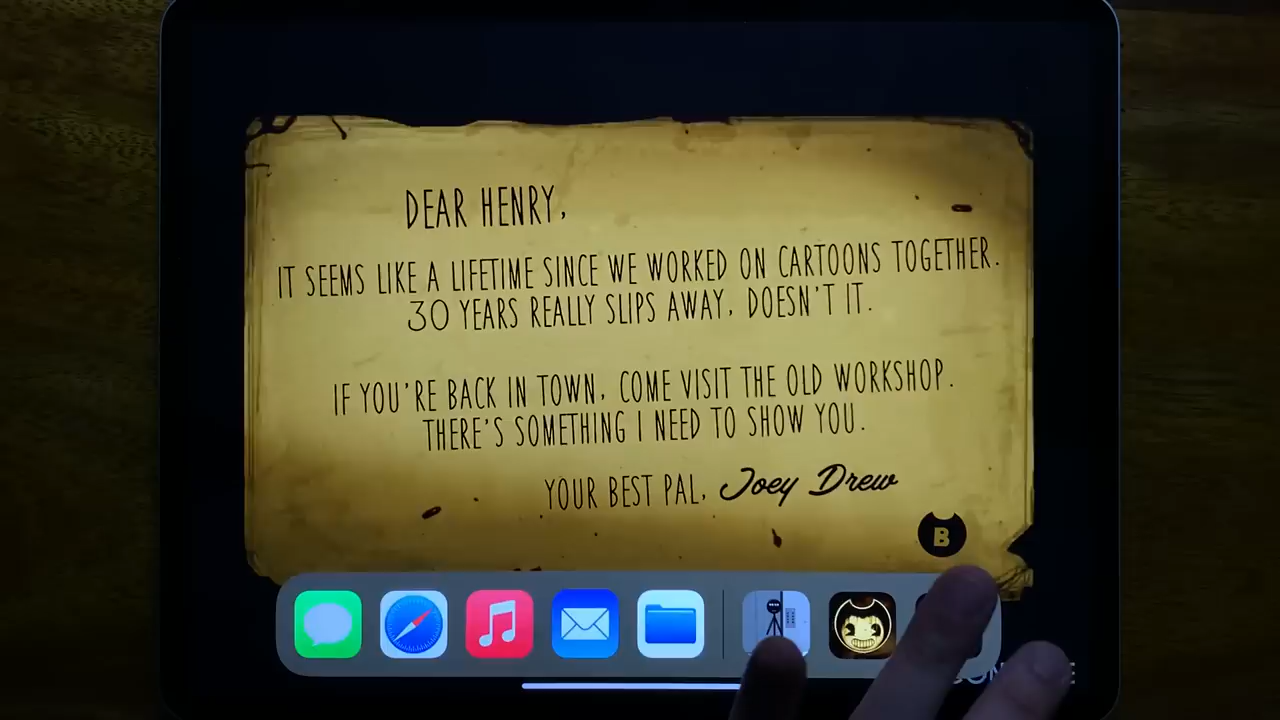 DEAR HENRY,
IT SEEMS LIKE A LIFETIME SINCE WE WORKED ON CARTOONS TOGETHER.
30 YEARS REALLY SLIPS AWAY, DOESN'T IT.
IF YOU'RE BACK IN TOWN, COME VISIT THE OLD WORKSHOP.
THERE'S SOMETHING I NEED TO SHOW YOU.
YOUR BEST PAL, Joey Drew
B